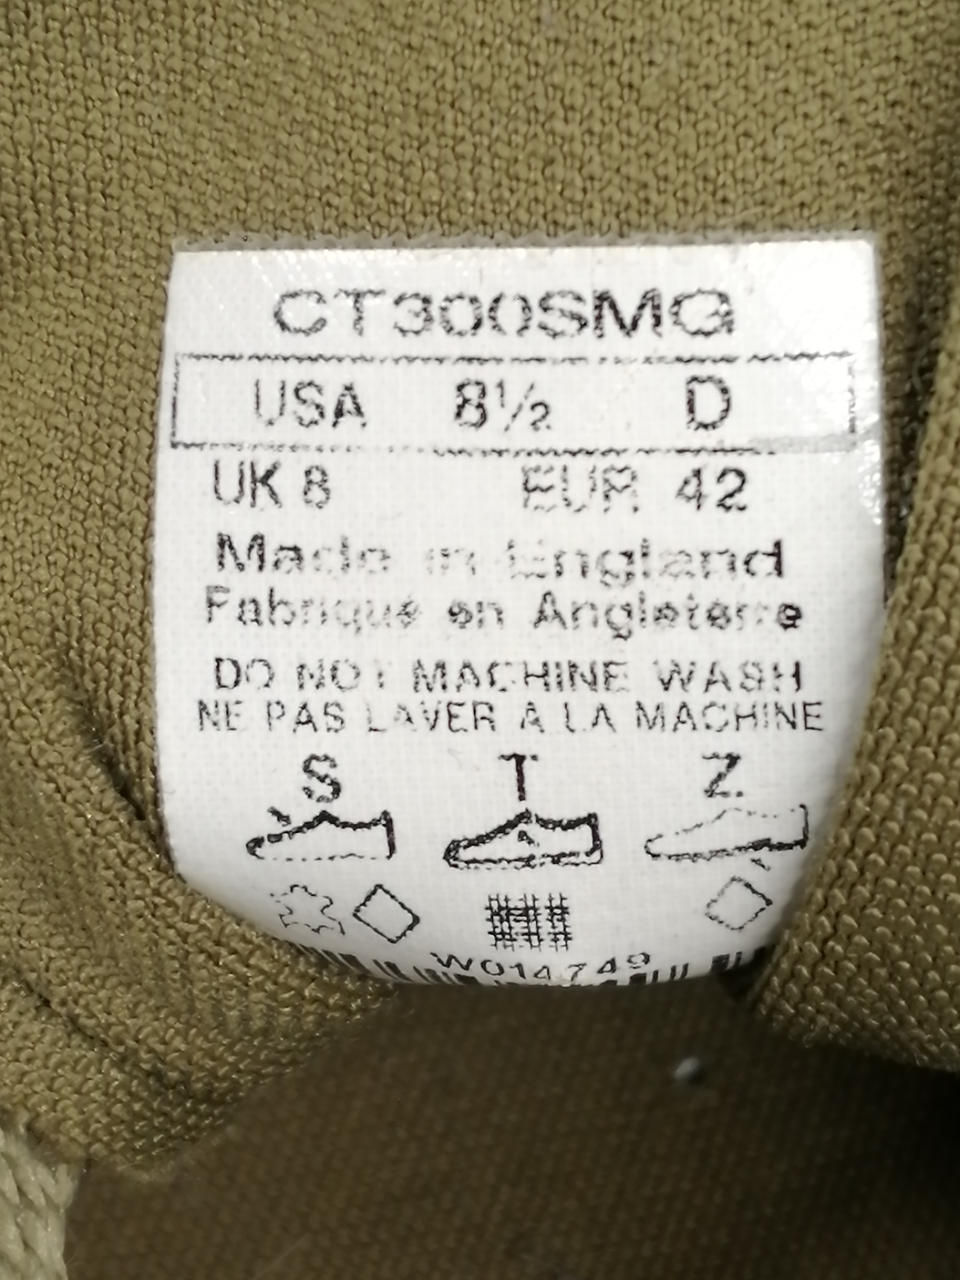 CT300SMG
USA 8½ D
UK 8 EUR 42
Made in England
Fabriqué en Angleterre
DO NOT MACHINE WASH
NE PAS LAVER A LA MACHINE
S T Z
W014749